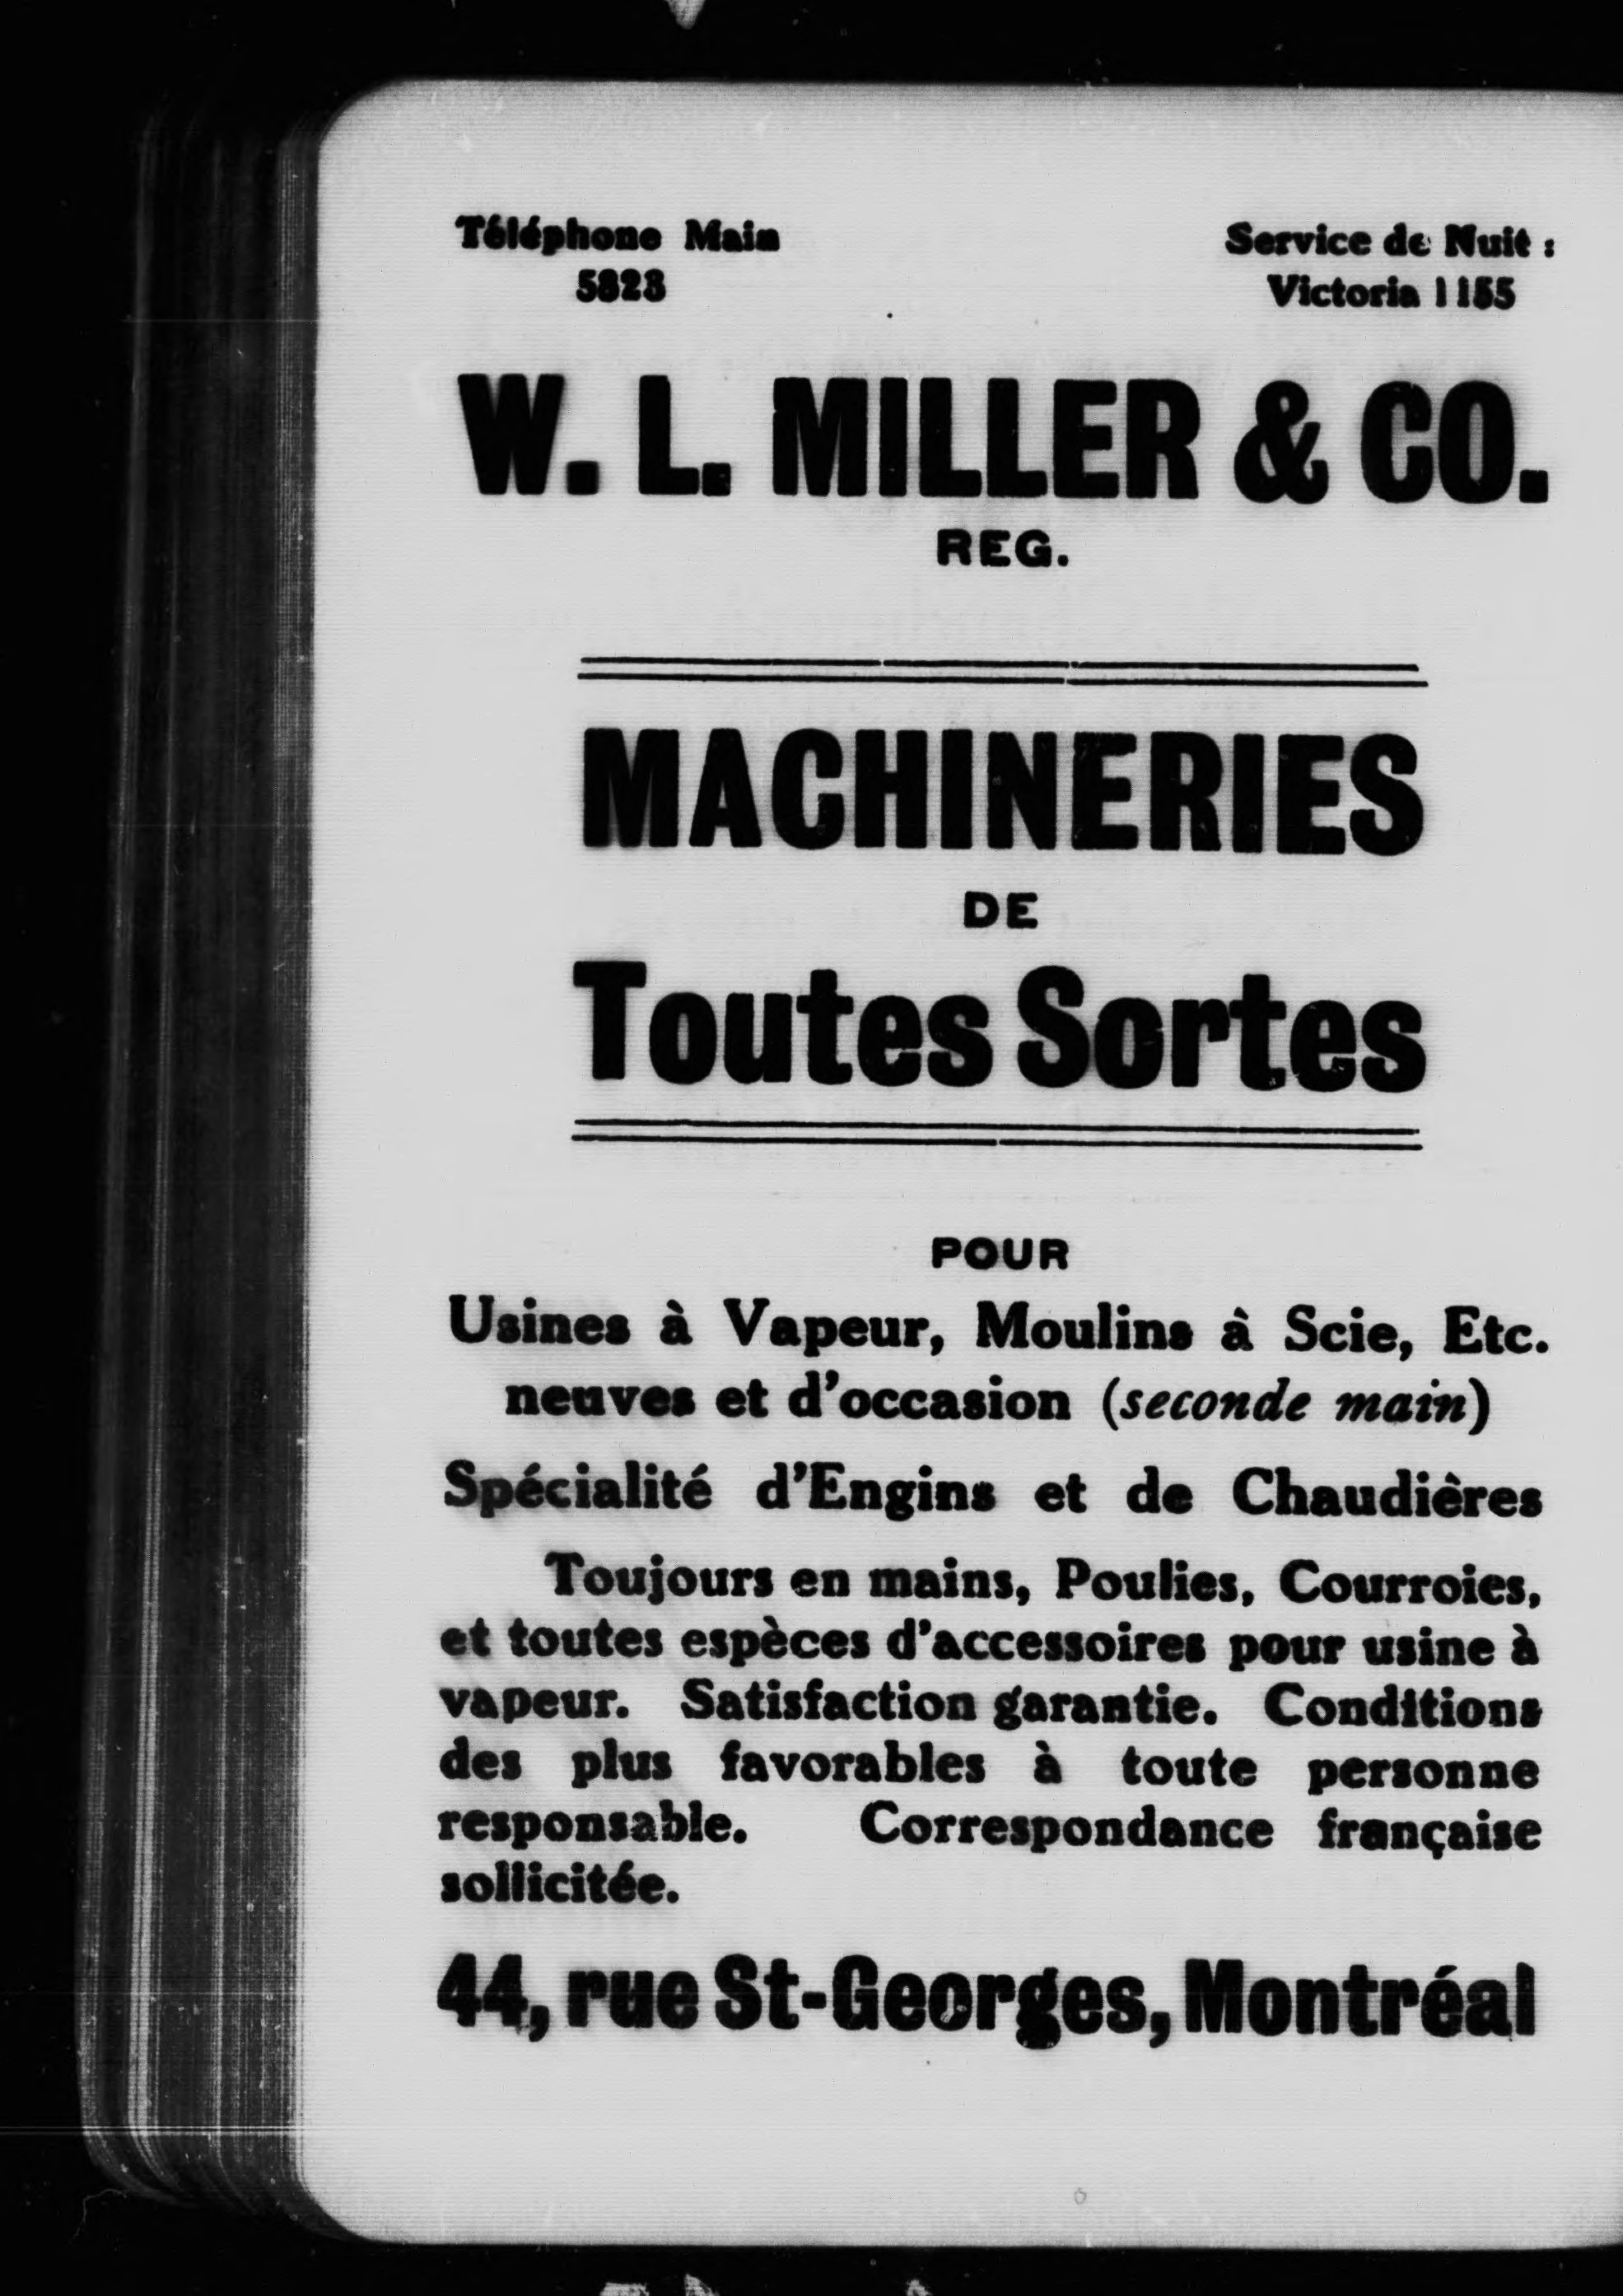 Téléphone Main
5823
Service de Nuit :
Victoria 1155
W. L. MILLER & CO.
REG.
MACHINERIES
DE
Toutes Sortes
POUR
Usines à Vapeur, Moulins à Scie, Etc.
neuves et d'occasion (seconde main)
Spécialité d'Engins et de Chaudières
Toujours en mains, Poulies, Courroies,
et toutes espèces d'accessoires pour usine à
vapeur. Satisfaction garantie. Conditions
des plus favorables à toute personne
responsable. Correspondance française
sollicitée.
44, rue St-Georges, Montréal